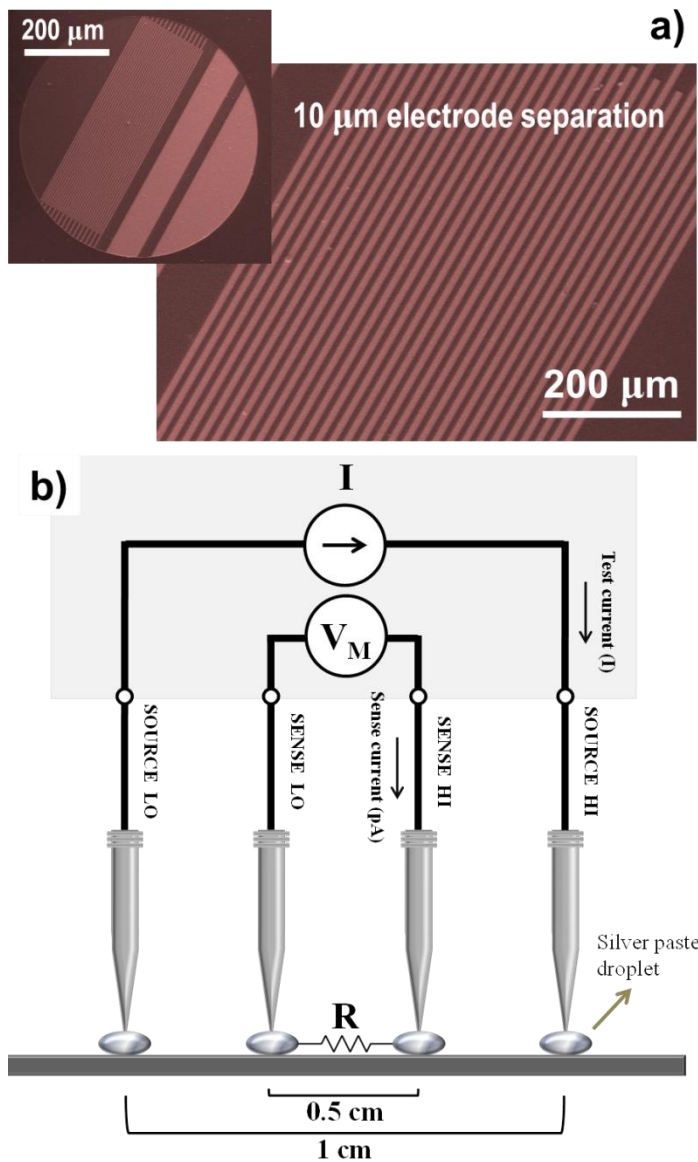 200 µm
a)
10 µm electrode separation
200 µm
b)
I
Test current (I)
V_M
Sense current (pA)
SOURCE LO
SENSE LO
SENSE HI
SOURCE HI
Silver paste
droplet
R
0.5 cm
1 cm